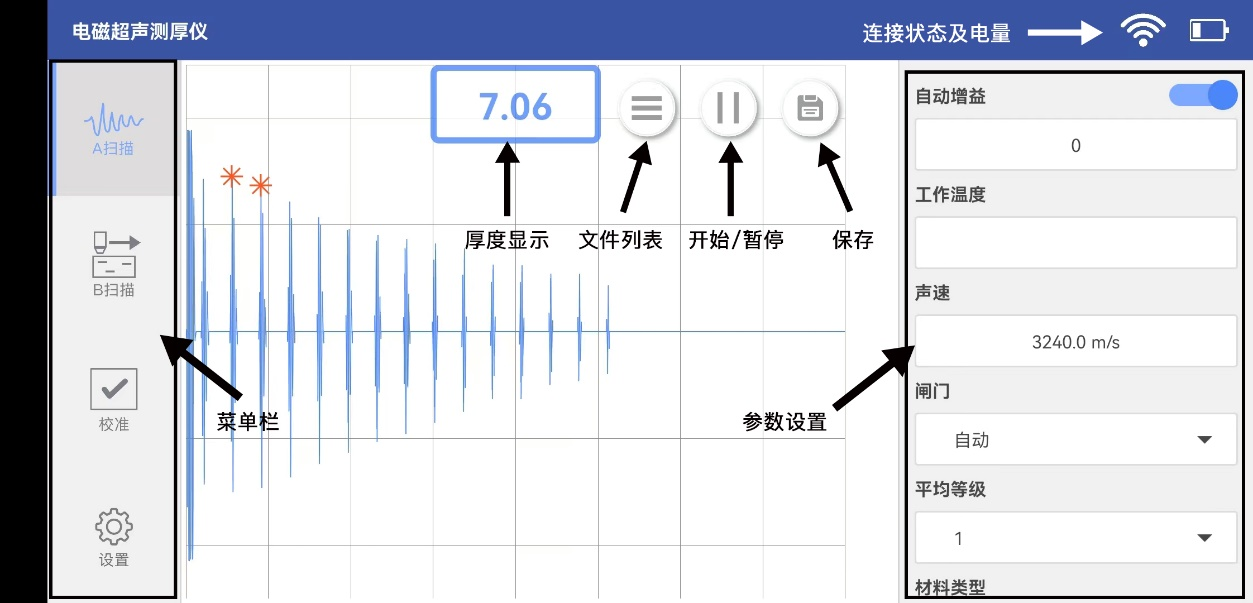 电磁超声测厚仪
连接状态及电量
A扫描
B扫描
校准
设置
菜单栏
7.06
厚度显示
文件列表
开始/暂停
保存
参数设置
自动增益
0
工作温度
声速
3240.0 m/s
闸门
自动
平均等级
1
材料类型